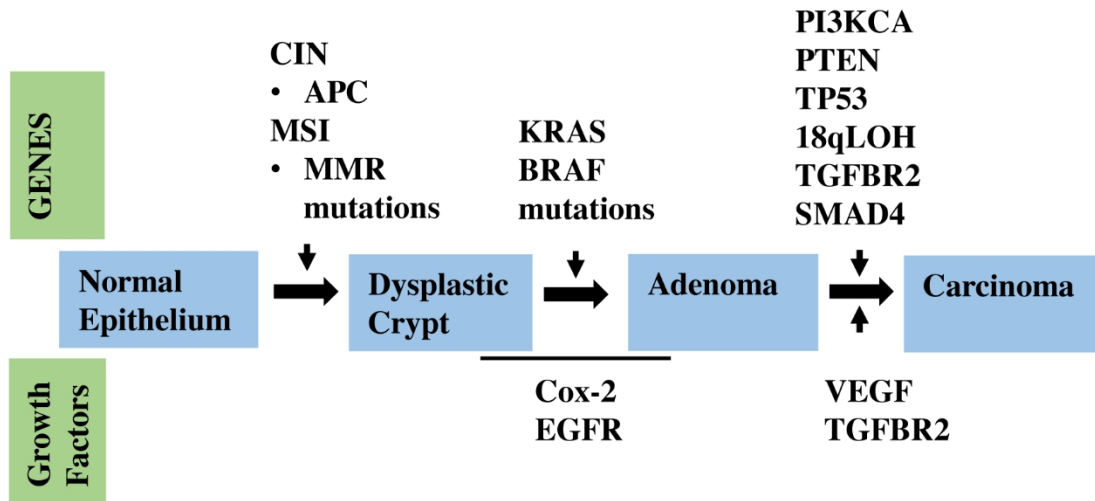 GENES
CIN
• APC
MSI
• MMR
mutations
KRAS
BRAF
mutations
PI3KCA
PTEN
TP53
18qLOH
TGFBR2
SMAD4
Normal
Epithelium
Dysplastic
Crypt
Adenoma
Carcinoma
Growth
Factors
Cox-2
EGFR
VEGF
TGFBR2